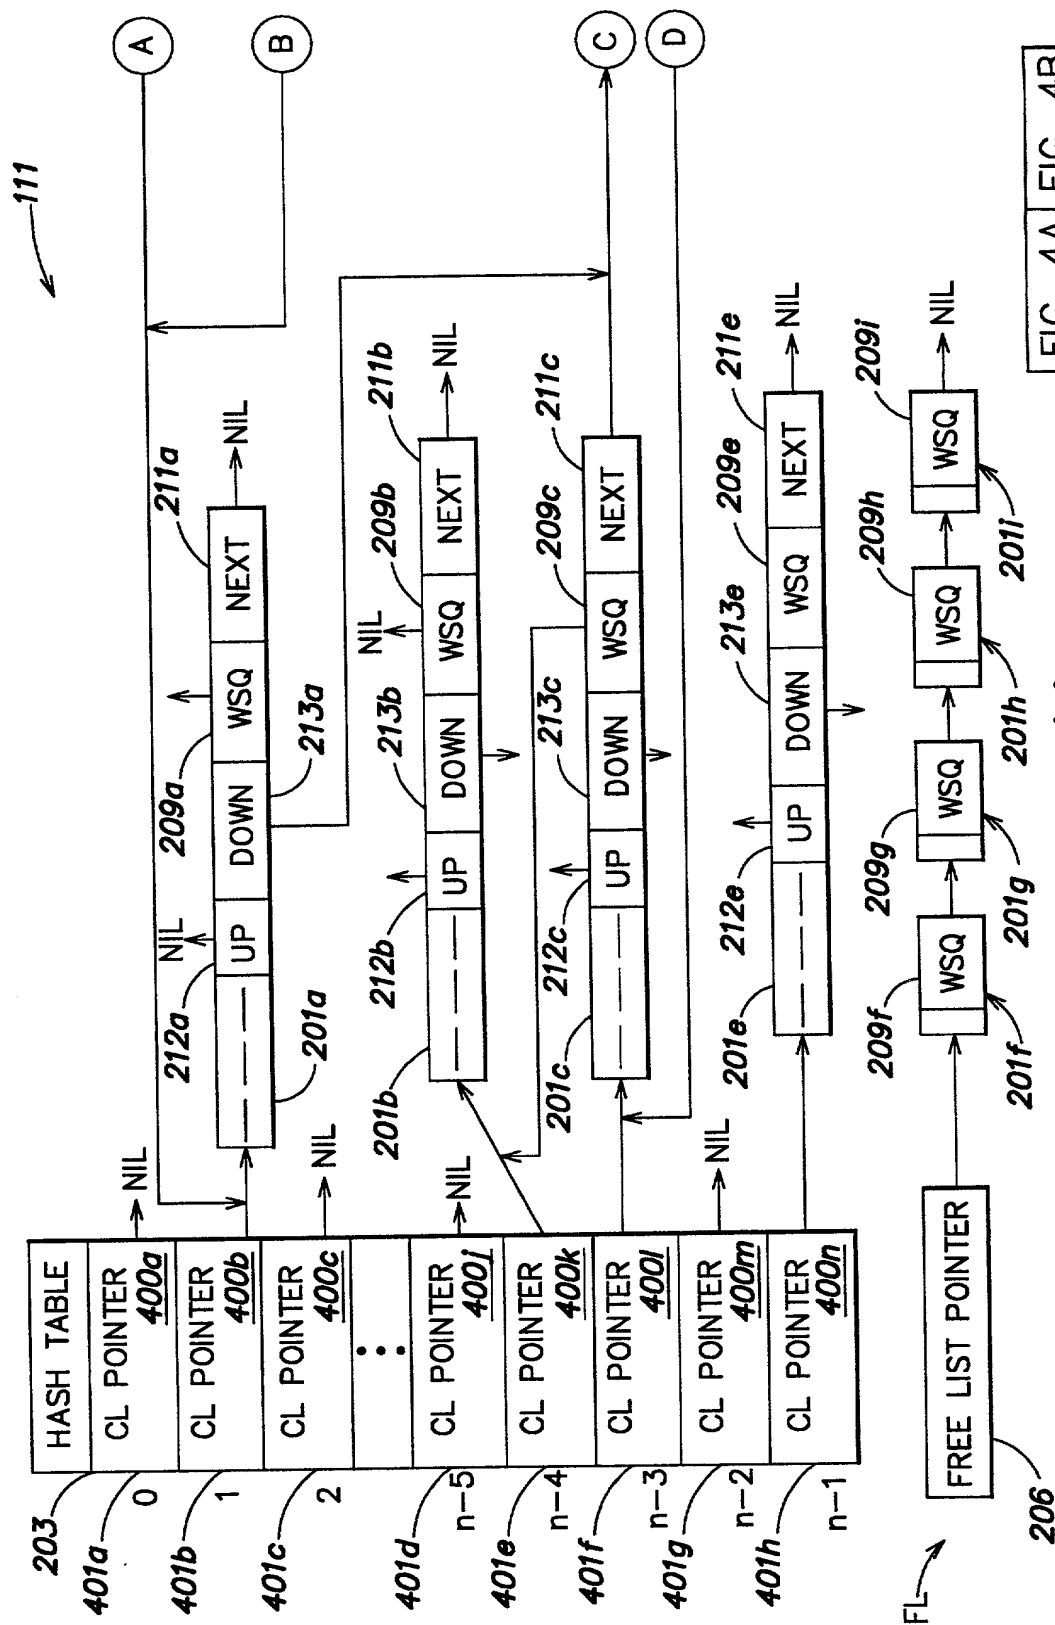 111
A
B
C
D
203
HASH TABLE
401a
0
CL POINTER
400a
NIL
401b
1
CL POINTER
400b
401c
2
CL POINTER
400c
NIL
401d
n-5
CL POINTER
400j
NIL
401e
n-4
CL POINTER
400k
401f
n-3
CL POINTER
400l
401g
n-2
CL POINTER
400m
NIL
401h
n-1
CL POINTER
400n
212a
NIL
209a
211a
UP
DOWN
WSQ
NEXT
NIL
201a
213a
201b
212b
213b
NIL
209b
211b
UP
DOWN
WSQ
NEXT
NIL
201c
212c
213c
209c
211c
UP
DOWN
WSQ
NEXT
201e
212e
213e
209e
211e
UP
DOWN
WSQ
NEXT
NIL
FL
FREE LIST POINTER
206
209f
WSQ
201f
209g
WSQ
201g
209h
WSQ
201h
209i
WSQ
201i
NIL
FIG. 4A
FIG. 4B